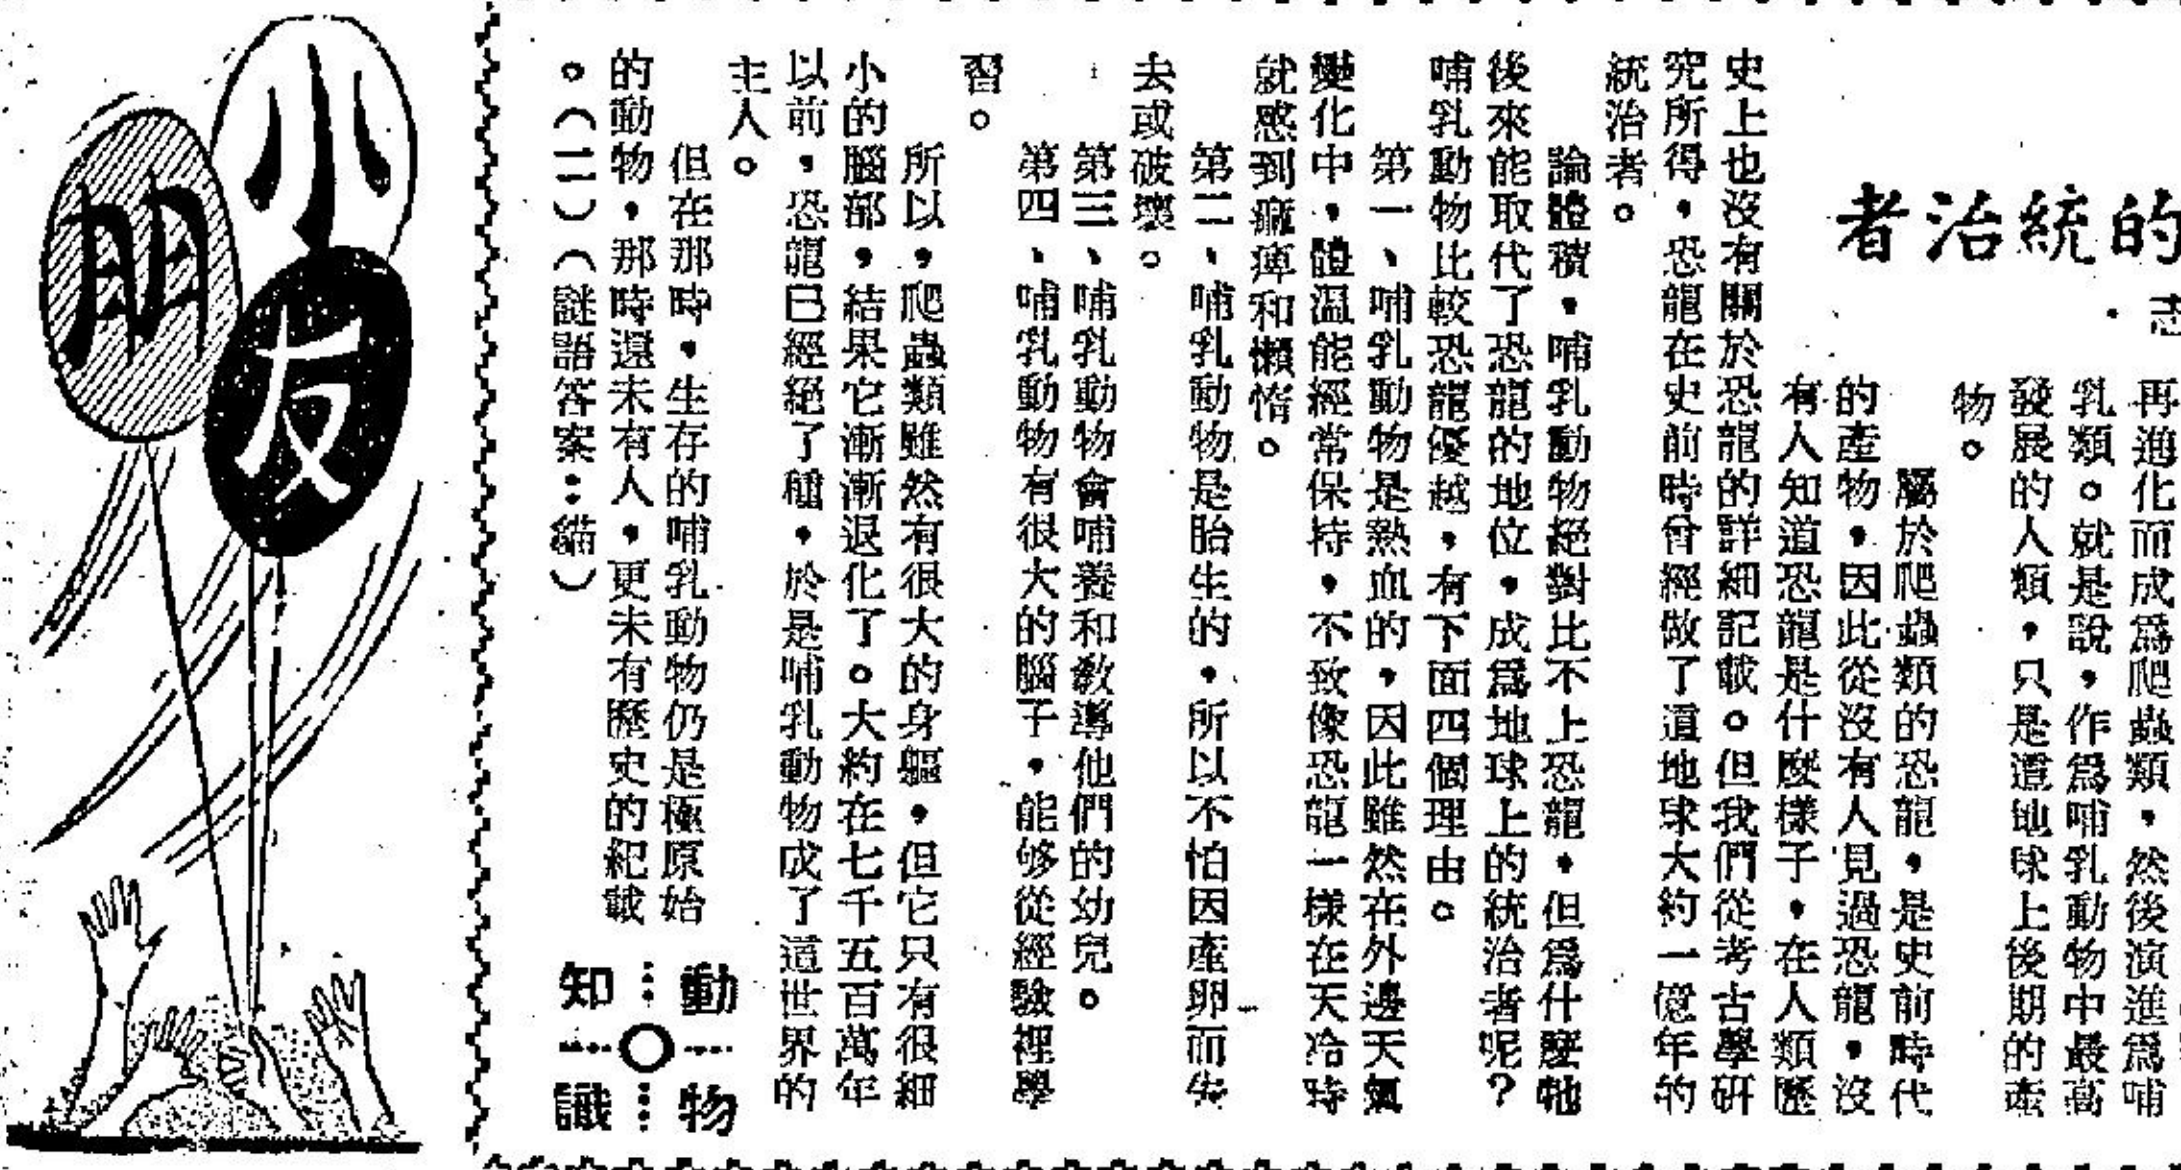 的統治者
志
再進化而成爲爬蟲類，然後演進爲哺
乳類。就是說，作爲哺乳動物中最高
發展的人類，只是這地球上後期的產
物。
屬於爬蟲類的恐龍，是史前時代
的產物，因此從沒有人見過恐龍，沒
有人知道恐龍是什麼樣子，在人類歷
史上也沒有關於恐龍的詳細記載。但我們從考古學研
究所得，恐龍在史前時曾經做了這地球大約一億年的
統治者。
論體積，哺乳動物絕對比不上恐龍，但爲什麼牠
後來能取代了恐龍的地位，成爲地球上的統治者呢？
哺乳動物比較恐龍優越，有下面四個理由。
第一、哺乳動物是熱血的，因此雖然在外邊天氣
變化中，體溫能經常保持，不致像恐龍一樣在天冷時
就感到痲痺和懶惰。
第二、哺乳動物是胎生的，所以不怕因產卵而失
去或破壞。
第三、哺乳動物會哺養和教導他們的幼兒。
第四、哺乳動物有很大的腦子，能够從經驗裡學
習。
所以，爬蟲類雖然有很大的身軀，但它只有很細
小的腦部，結果它漸漸退化了。大約在七千五百萬年
以前，恐龍已經絕了種，於是哺乳動物成了這世界的
主人。
但在那時，生存的哺乳動物仍是極原始
的動物，那時還未有人，更未有歷史的紀載
。（二）（謎語答案：貓）
動物
知識
小朋友